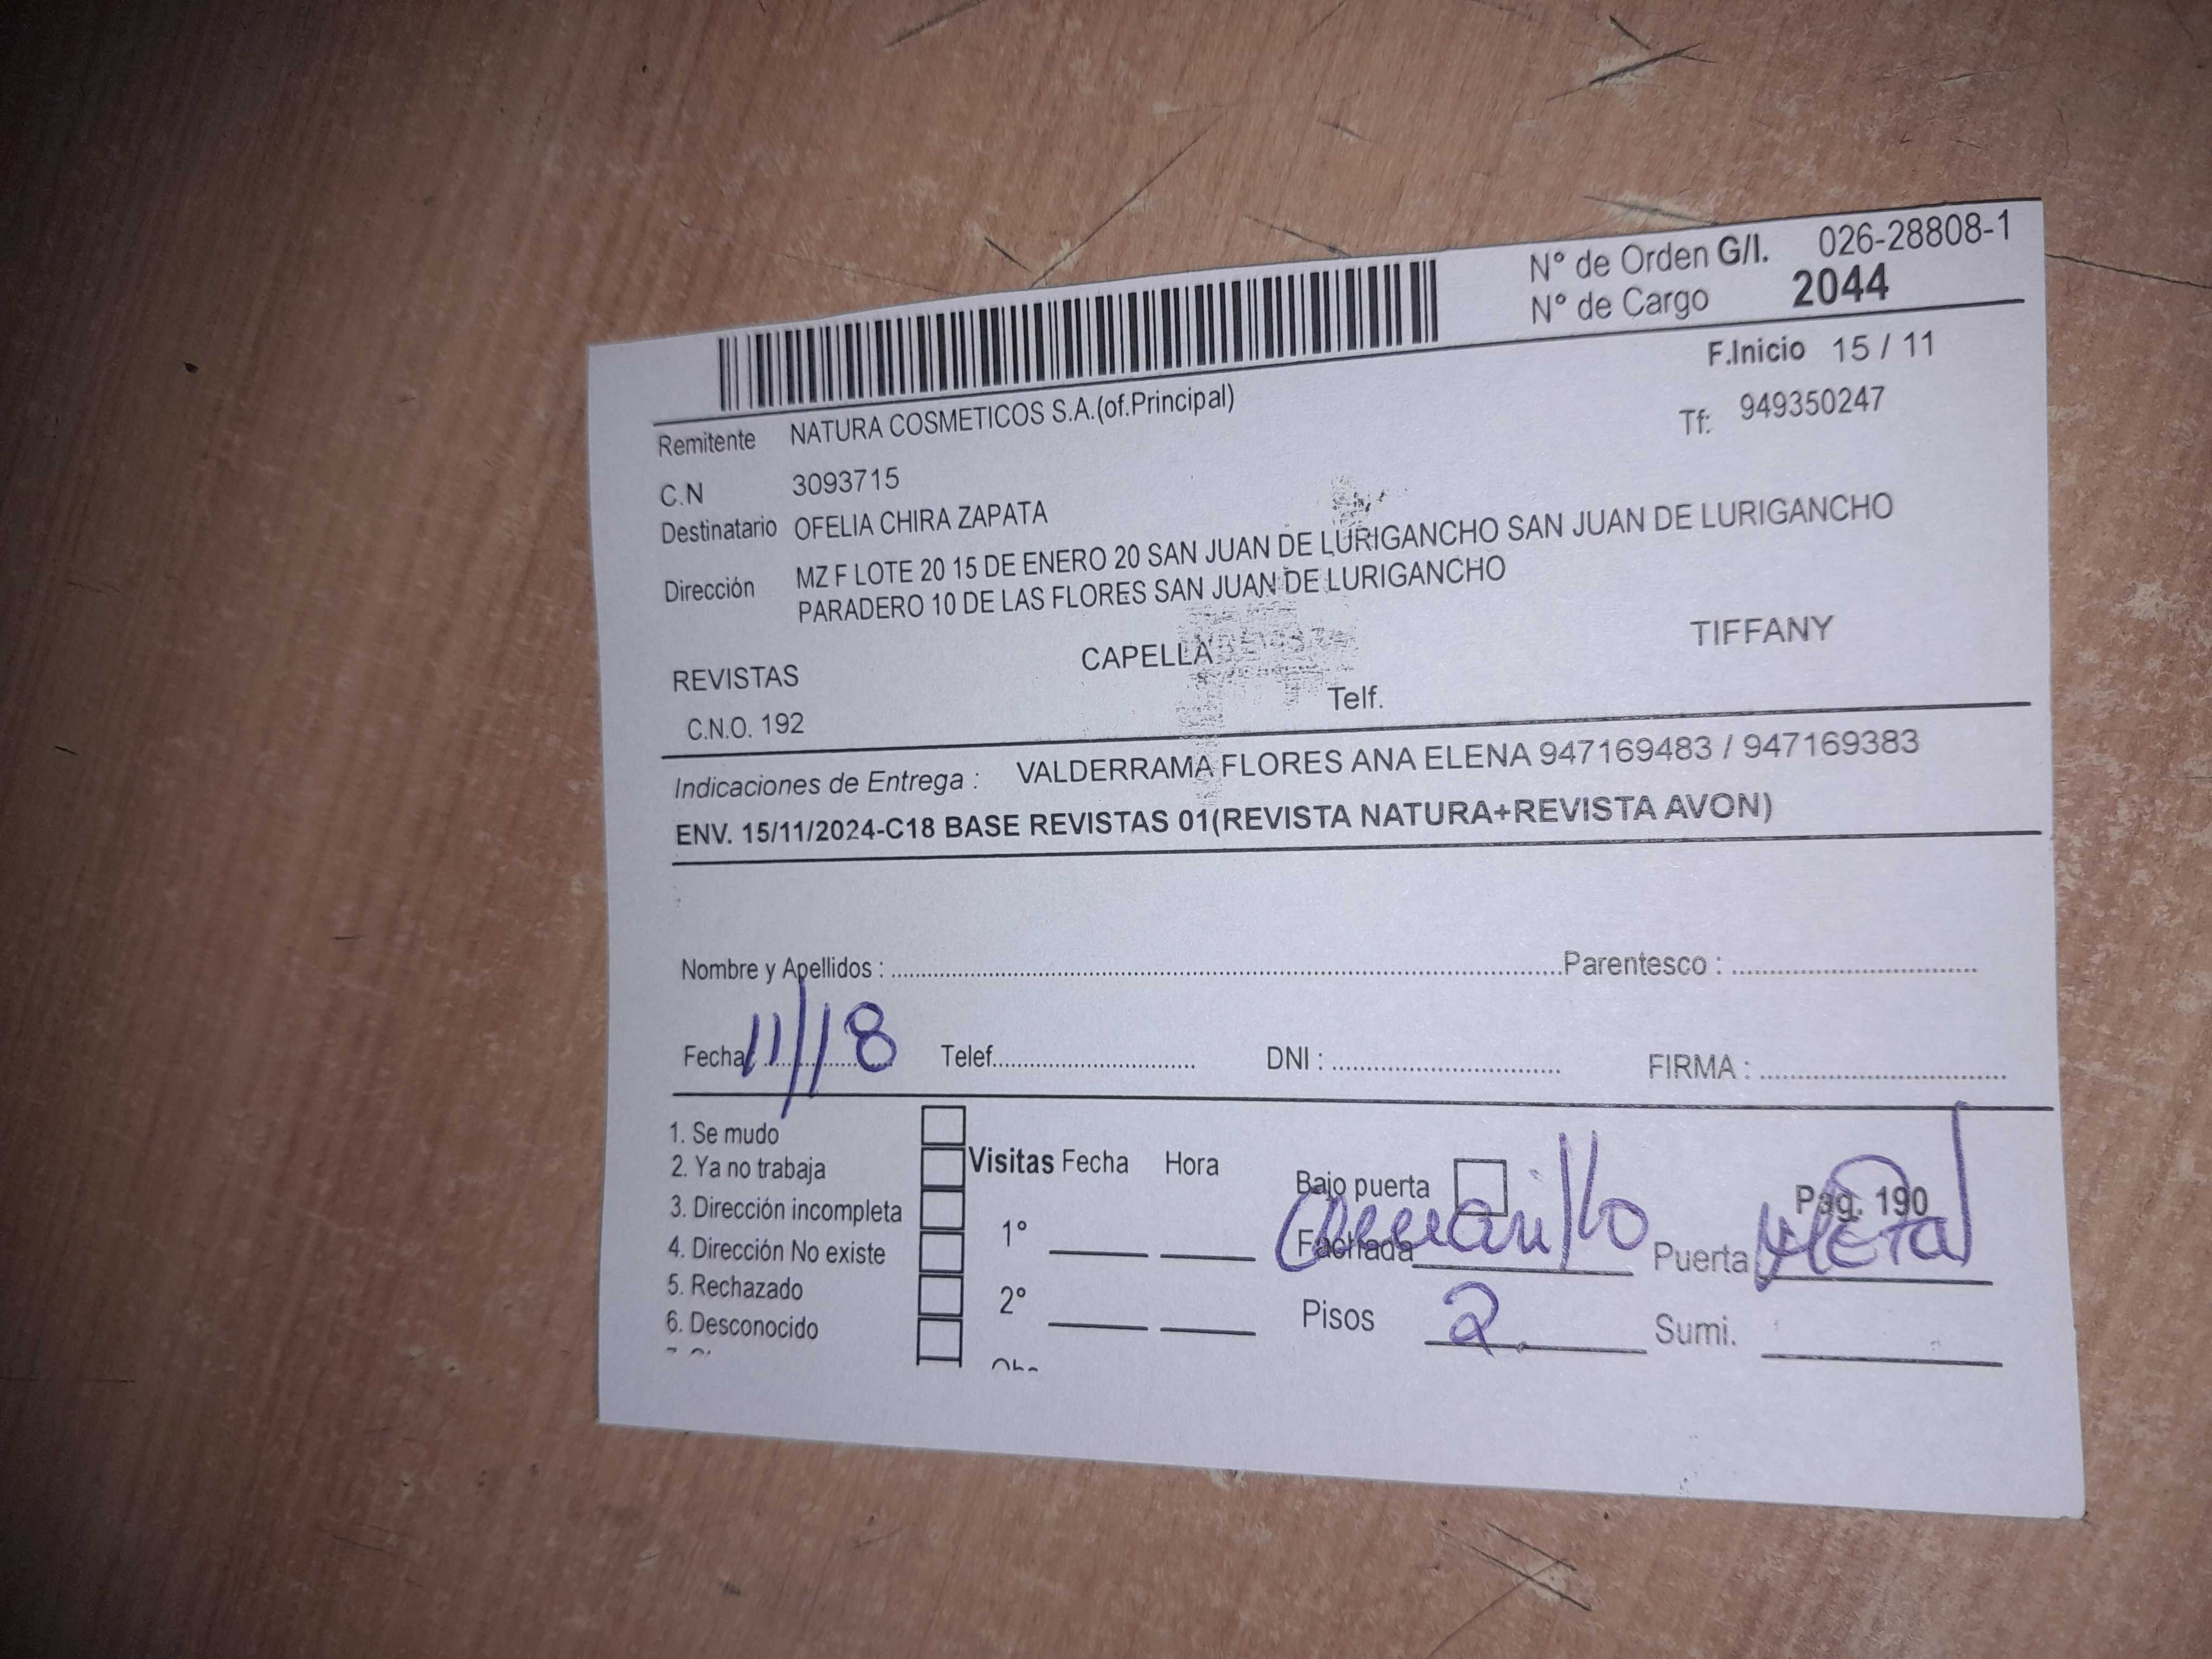 N° de Orden G/I. 026-28808-1
N° de Cargo 2044
F.Inicio 15 / 11
Remitente NATURA COSMETICOS S.A.(of.Principal)
Tf: 949350247
C.N 3093715
Destinatario OFELIA CHIRA ZAPATA
Dirección MZ F LOTE 20 15 DE ENERO 20 SAN JUAN DE LURIGANCHO SAN JUAN DE LURIGANCHO
PARADERO 10 DE LAS FLORES SAN JUAN DE LURIGANCHO
REVISTAS CAPELLA TIFFANY
C.N.O. 192 Telf.
Indicaciones de Entrega : VALDERRAMA FLORES ANA ELENA 947169483 / 947169383
ENV. 15/11/2024-C18 BASE REVISTAS 01(REVISTA NATURA+REVISTA AVON)
Nombre y Apellidos : Parentesco :
Fecha 11/18 Telef. DNI : FIRMA :
1. Se mudo
2. Ya no trabaja
3. Dirección incompleta
4. Dirección No existe
5. Rechazado
6. Desconocido
Visitas Fecha Hora
1°
2°
Bajo puerta Pag. 190
Fachada Amarillo Puerta Metal
Pisos 2. Sumi.